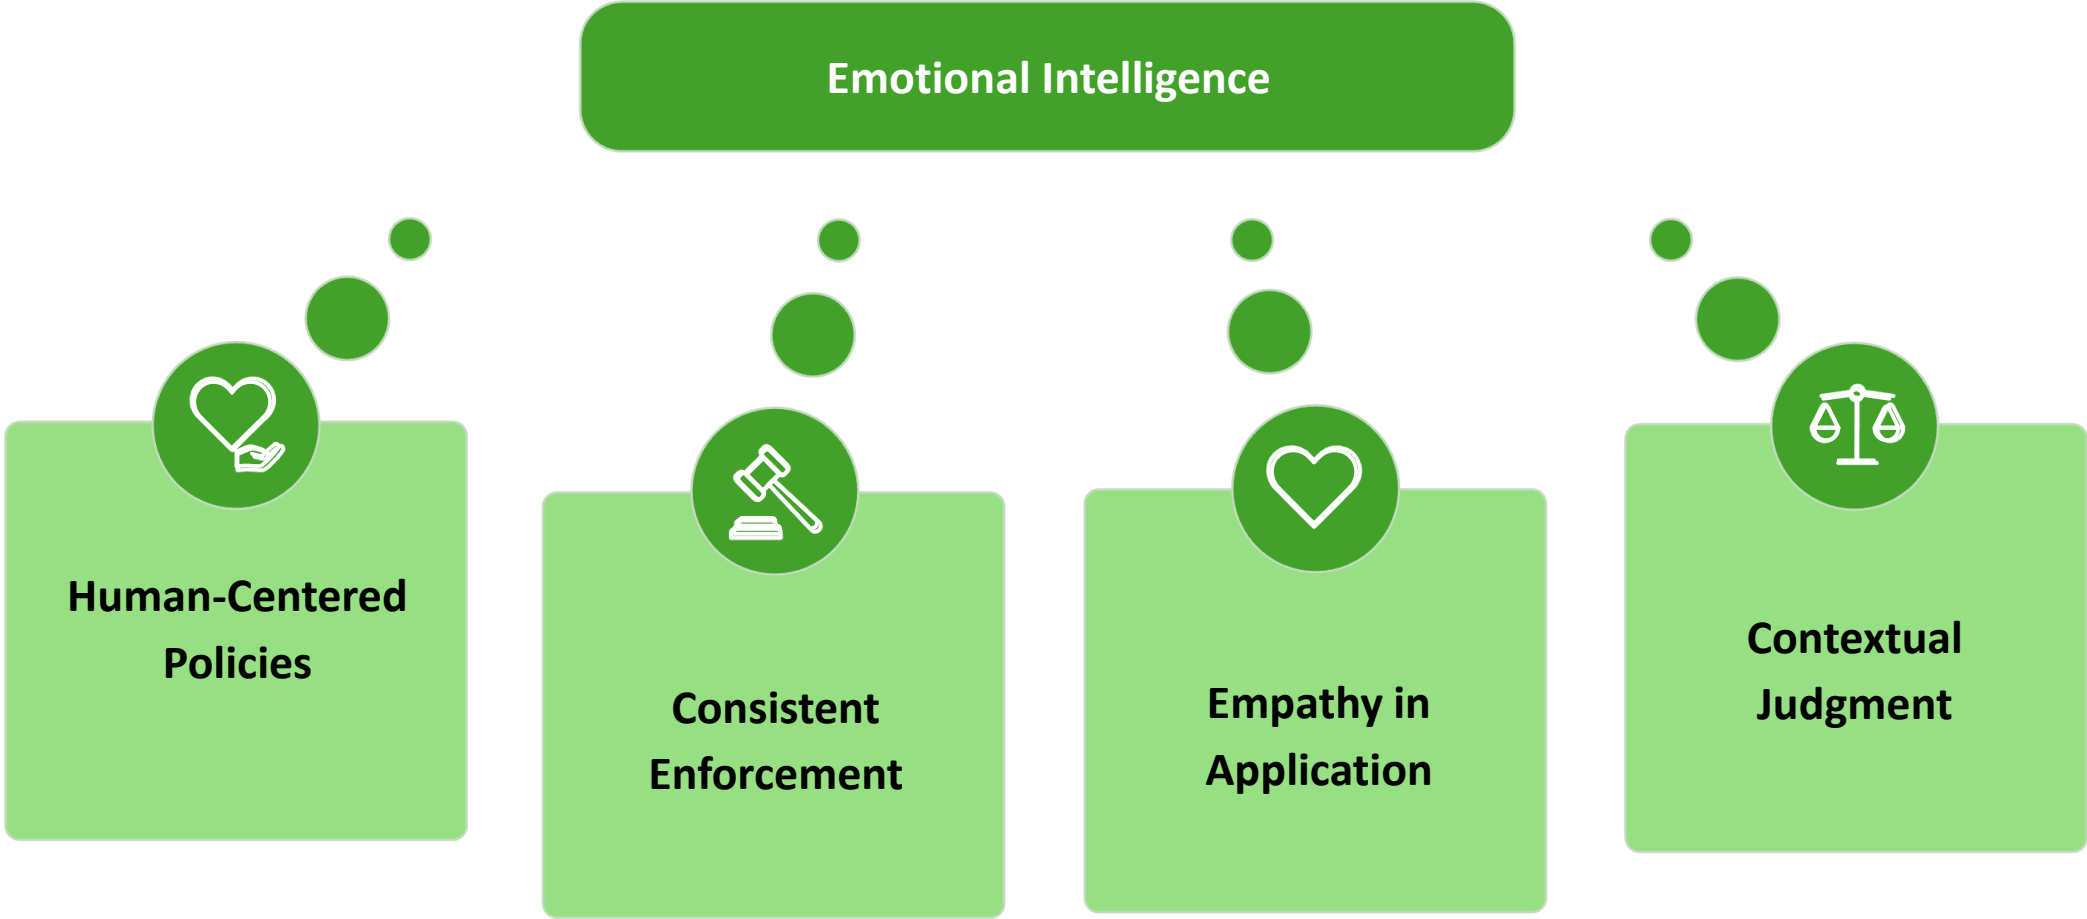 Emotional Intelligence
Human-Centered
Policies
Consistent
Enforcement
Empathy in
Application
Contextual
Judgment